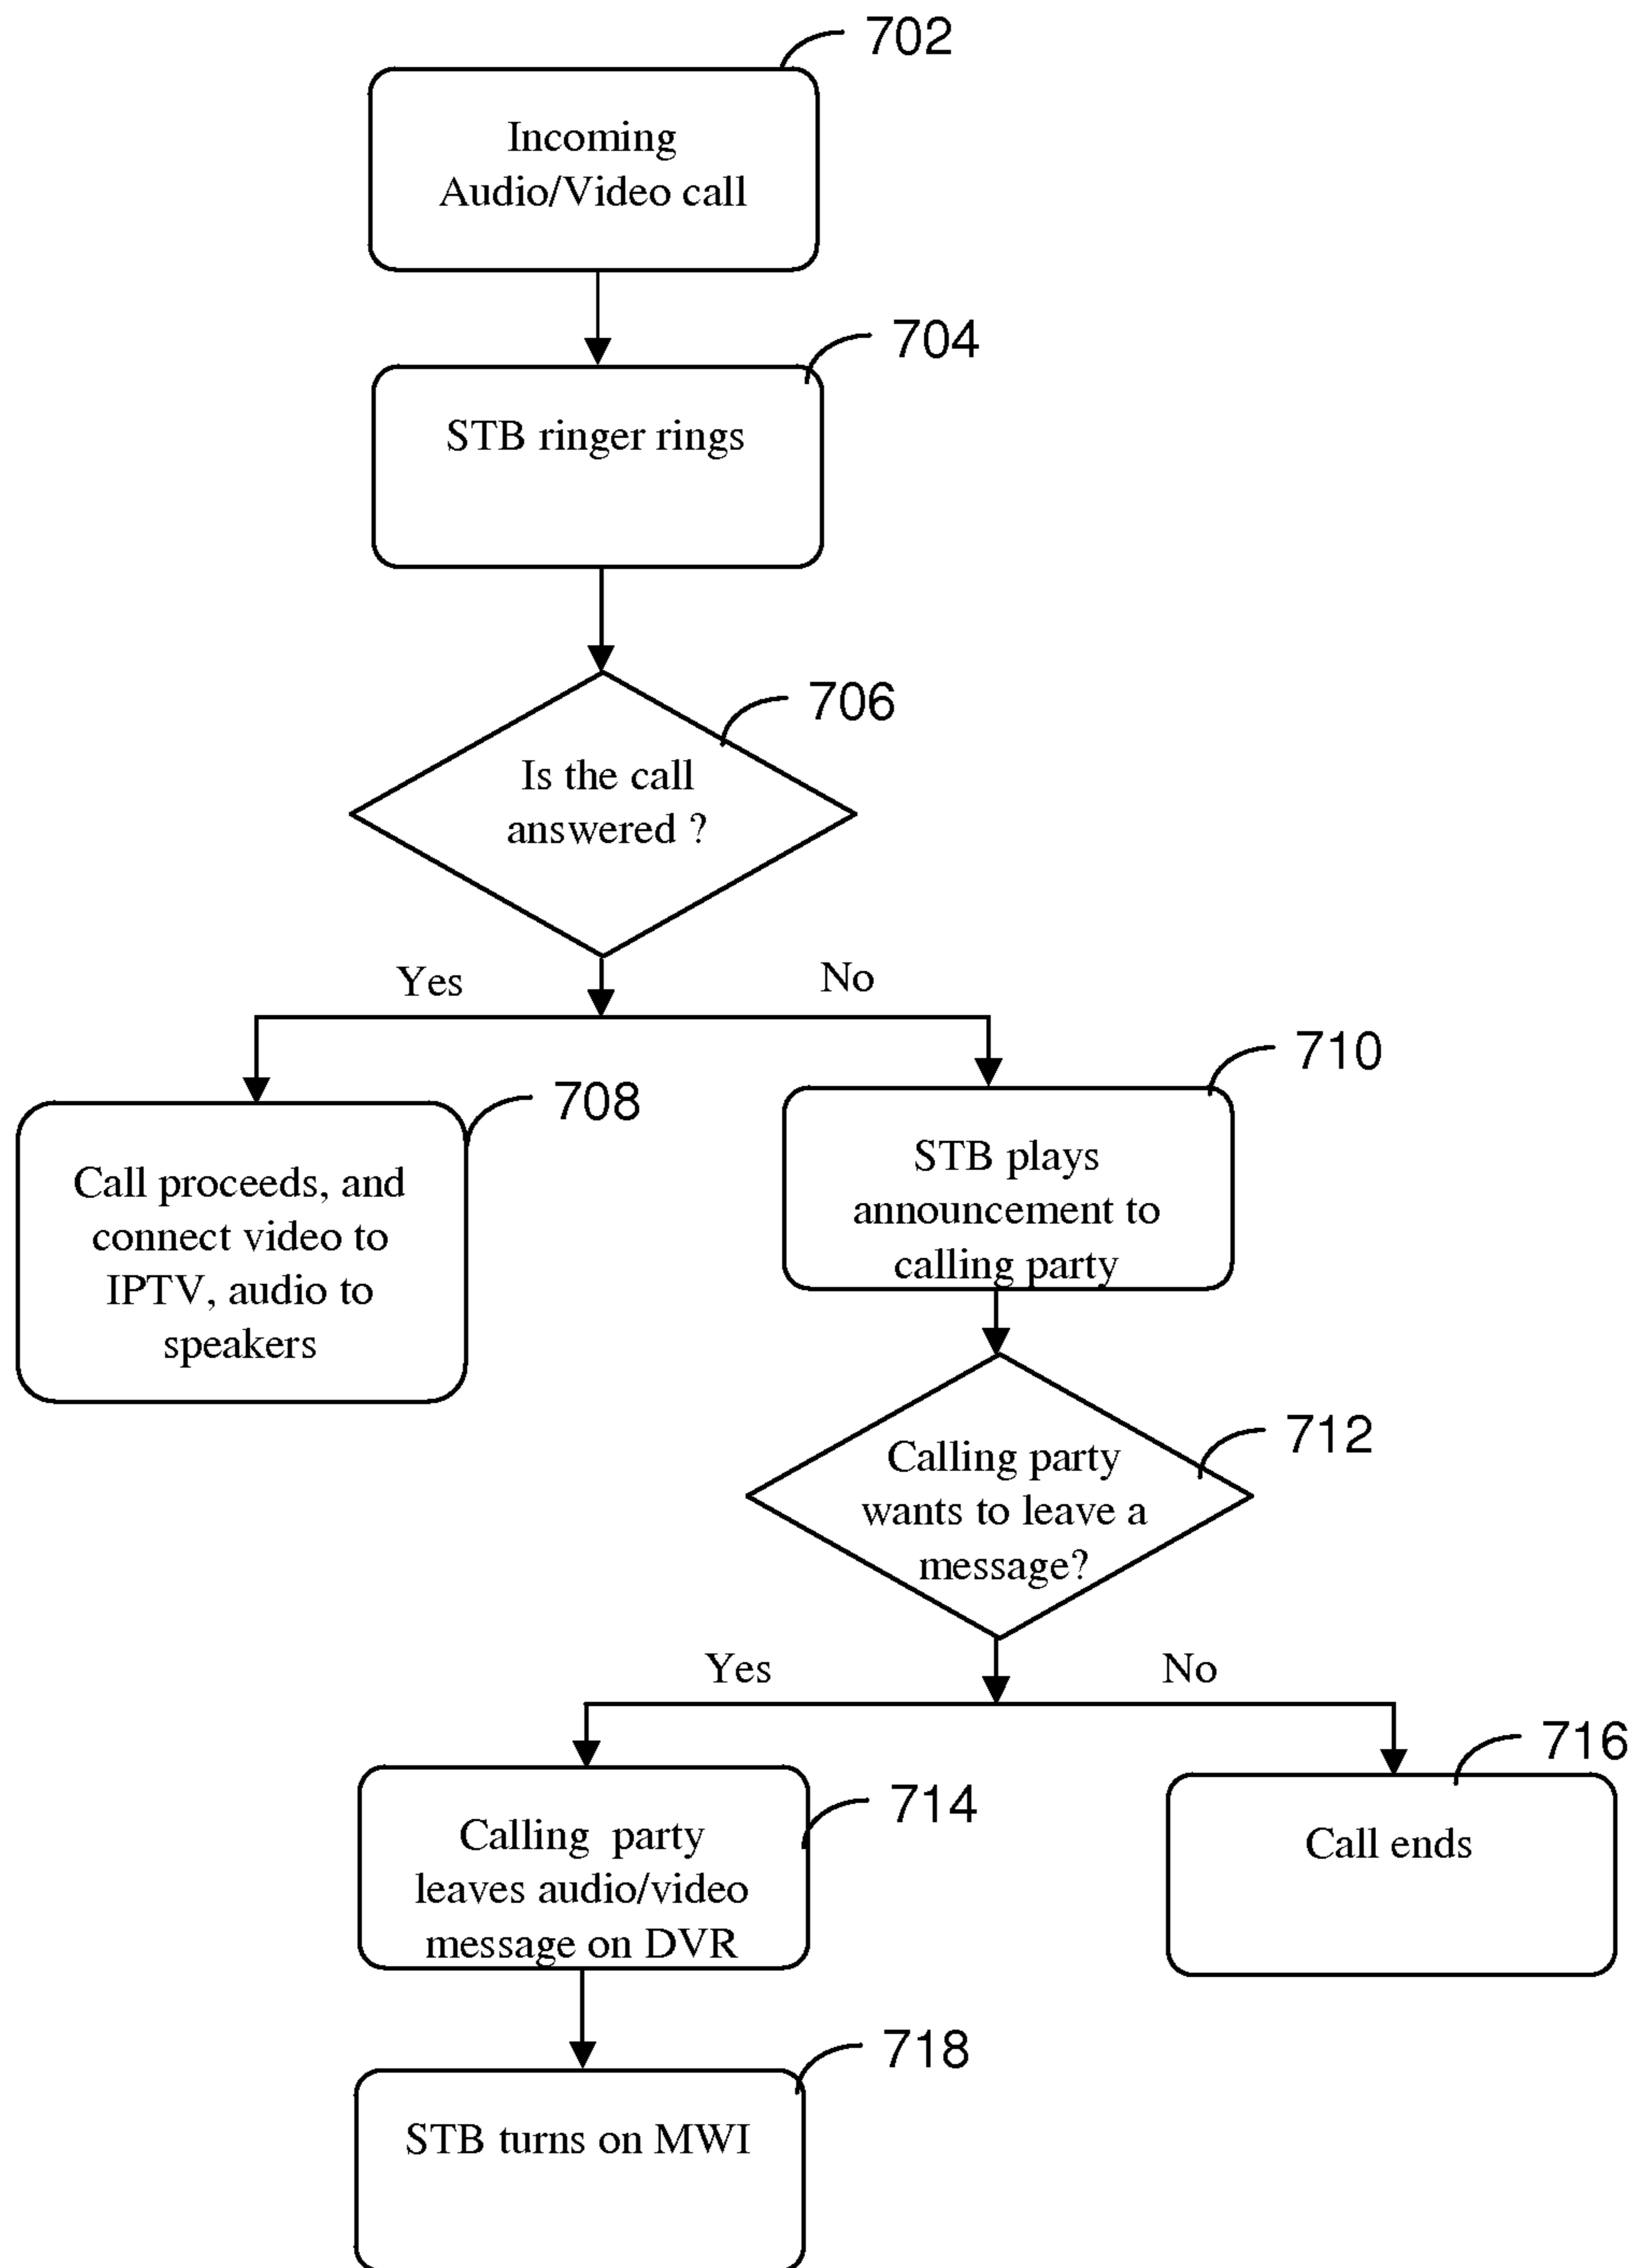 702
Incoming
Audio/Video call
704
STB ringer rings
706
Is the call
answered ?
Yes
No
708
Call proceeds, and
connect video to
IPTV, audio to
speakers
710
STB plays
announcement to
calling party
712
Calling party
wants to leave a
message?
Yes
No
714
Calling  party
leaves audio/video
message on DVR
716
Call ends
718
STB turns on MWI